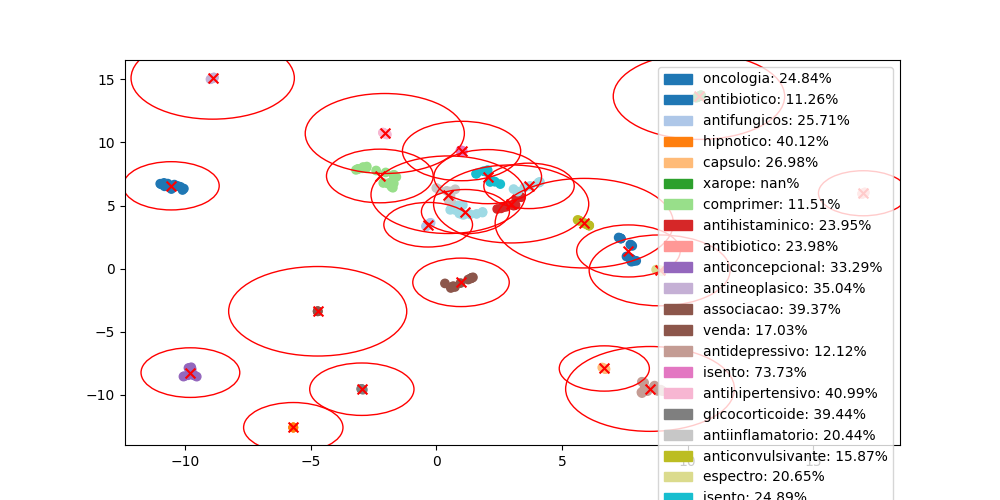 15
10
5
0
−5
−10
−10
−5
0
5
10
15
oncologia: 24.84%
antibiotico: 11.26%
antifungicos: 25.71%
hipnotico: 40.12%
capsulo: 26.98%
xarope: nan%
comprimer: 11.51%
antihistaminico: 23.95%
antibiotico: 23.98%
anticoncepcional: 33.29%
antineoplasico: 35.04%
associacao: 39.37%
venda: 17.03%
antidepressivo: 12.12%
isento: 73.73%
antihipertensivo: 40.99%
glicocorticoide: 39.44%
antiinflamatorio: 20.44%
anticonvulsivante: 15.87%
espectro: 20.65%
isento: 24.89%